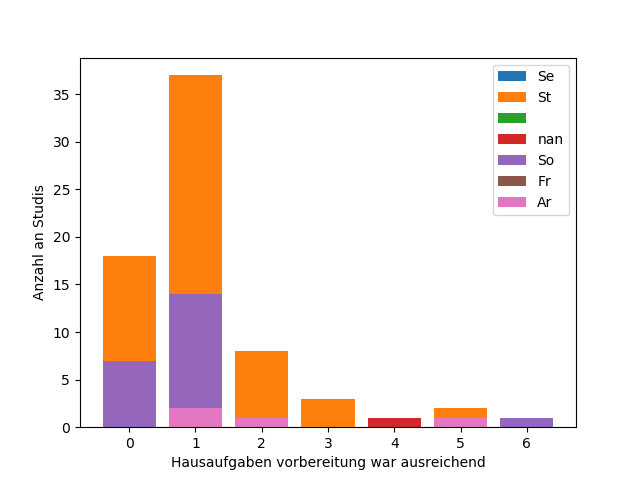 Se
St
nan
So
Fr
Ar
35
30
25
20
15
10
5
0
Anzahl an Studis
0 1 2 3 4 5 6
Hausaufgaben vorbereitung war ausreichend